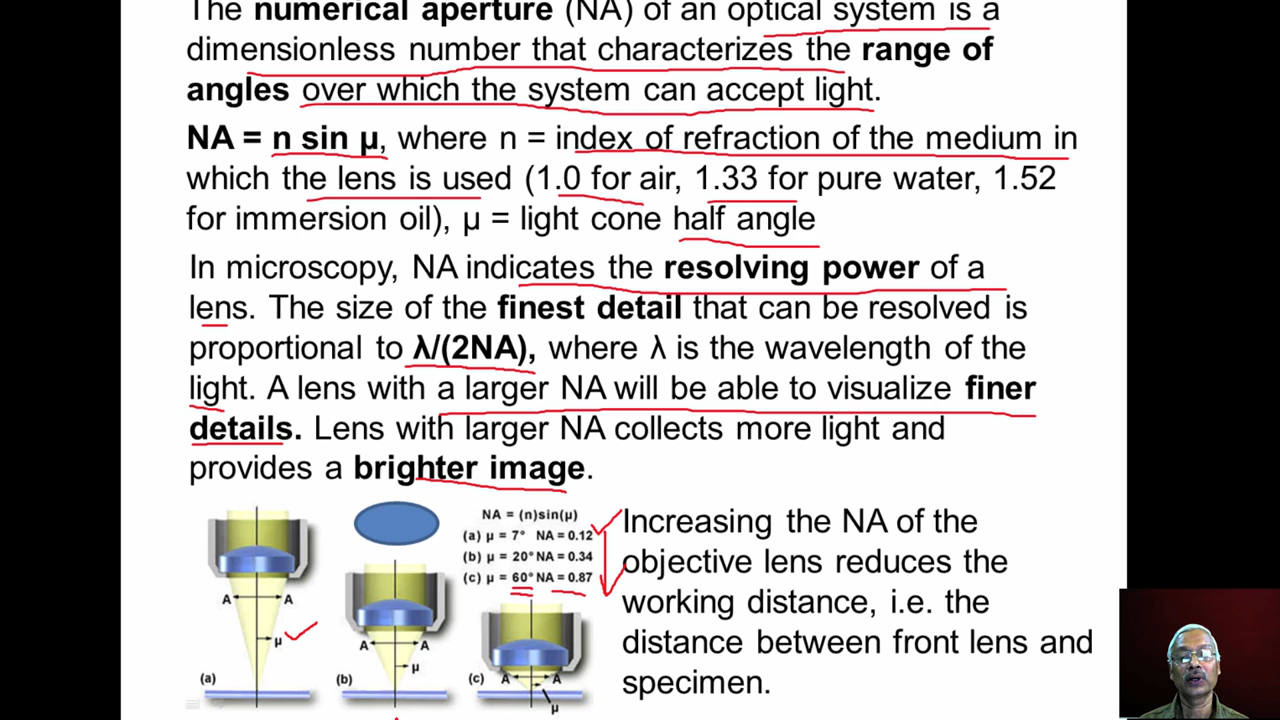 The numerical aperture (NA) of an optical system is a
dimensionless number that characterizes the range of
angles over which the system can accept light.
NA = n sin µ, where n = index of refraction of the medium in
which the lens is used (1.0 for air, 1.33 for pure water, 1.52
for immersion oil), µ = light cone half angle
In microscopy, NA indicates the resolving power of a
lens. The size of the finest detail that can be resolved is
proportional to λ/(2NA), where λ is the wavelength of the
light. A lens with a larger NA will be able to visualize finer
details. Lens with larger NA collects more light and
provides a brighter image.
A A
µ
(a)
A A
µ
(b)
NA = (n)sin(µ)
(a) µ = 7° NA = 0.12
(b) µ = 20° NA = 0.34
(c) µ = 60° NA = 0.87
A A
µ
(c)
Increasing the NA of the
objective lens reduces the
working distance, i.e. the
distance between front lens and
specimen.